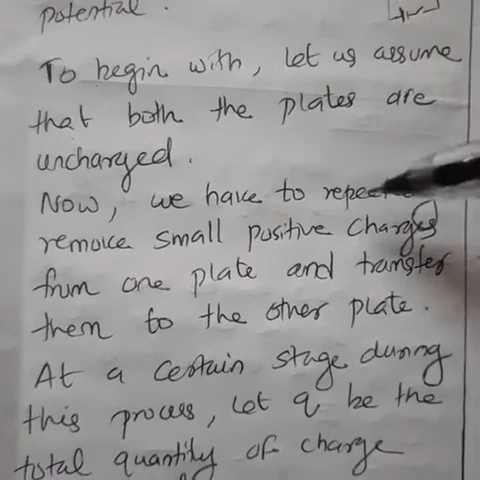 potential.
To begin with, let us assume
that both the plates are
uncharged.
Now, we have to
remove small positive charges
from one plate and transfer
them to the other plate.
At a certain stage during
this process, let q be the
total quantity of charge